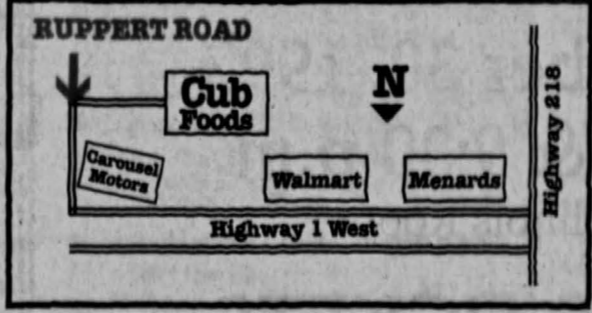 RUPPERT ROAD
Cub
Foods
N
Highway 218
Carousel
Motors
Walmart
Menards
Highway 1 West